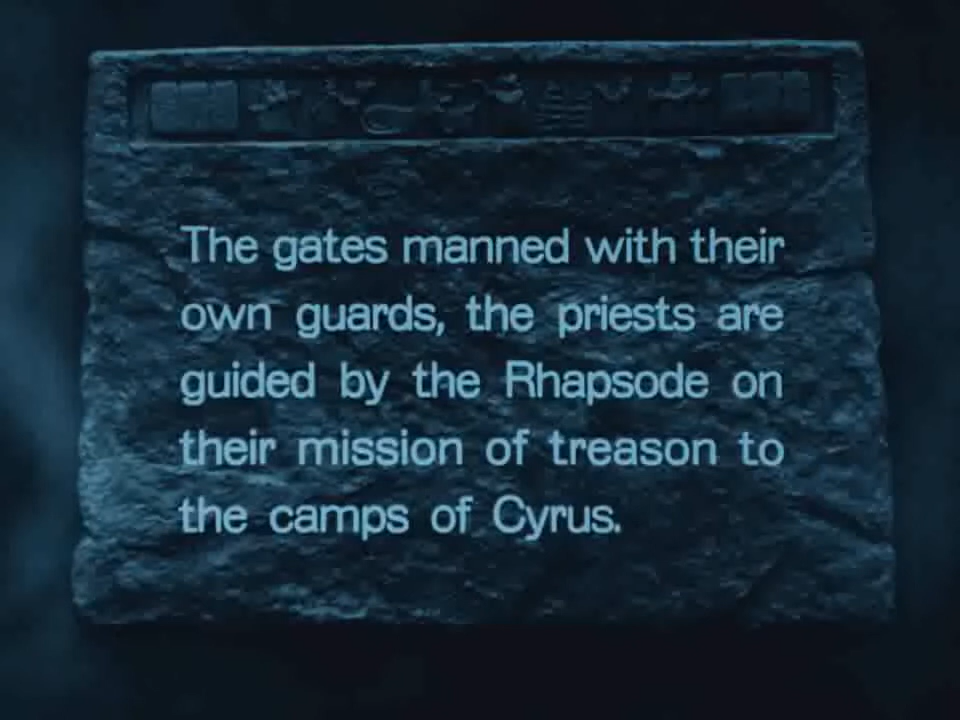 The gates manned with their
own guards, the priests are
guided by the Rhapsode on
their mission of treason to
the camps of Cyrus.